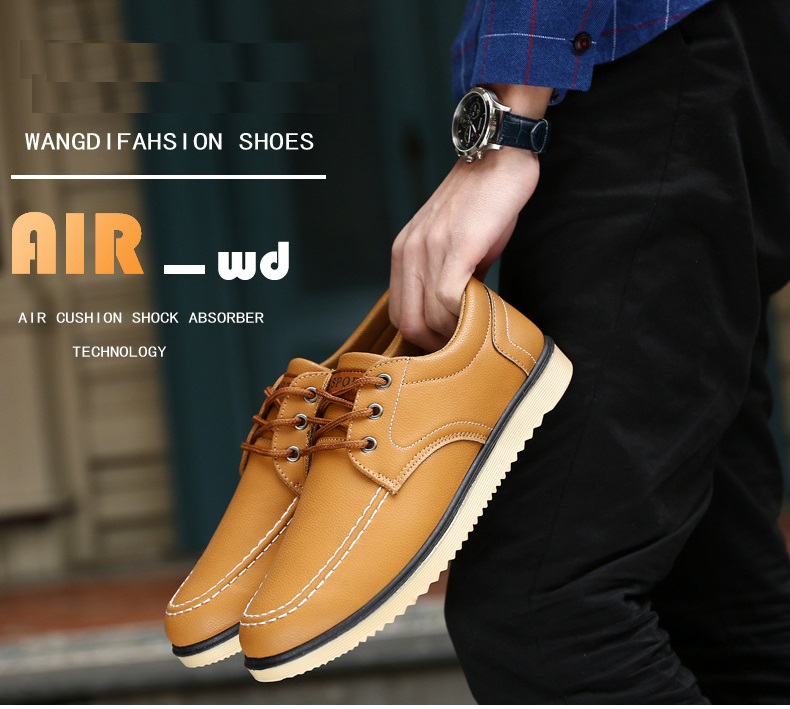 WANGDIFAHSION SHOES
AIR _ wd
AIR CUSHION SHOCK ABSORBER
TECHNOLOGY